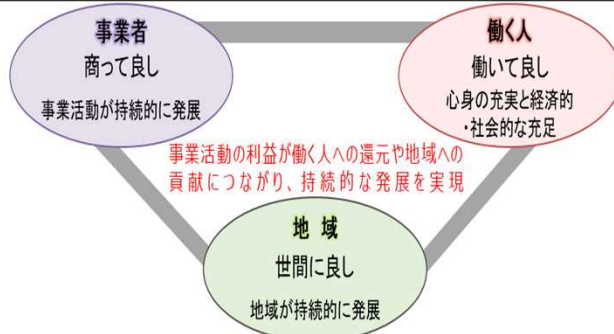 事業者
商って良し
事業活動が持続的に発展
働く人
働いて良し
心身の充実と経済的
・社会的な充足
事業活動の利益が働く人への還元や地域への
貢献につながり、持続的な発展を実現
地 域
世間に良し
地域が持続的に発展